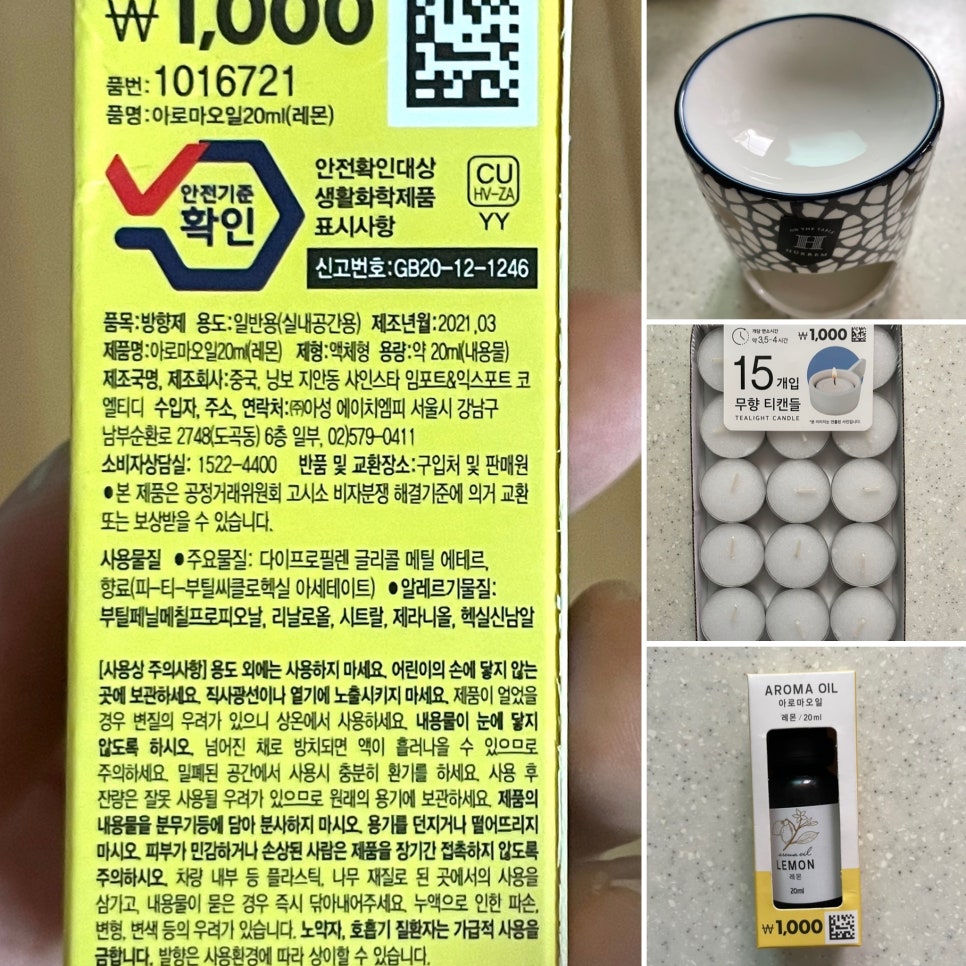 ₩1,000
품번:1016721
품명:아로마오일20ml(레몬)
안전기준
확인
안전확인대상
생활화학제품
표시사항
CU
HV-ZA
YY
신고번호:GB20-12-1246
품목:방향제 용도:일반용(실내공간용) 제조년월:2021.03
제품명:아로마오일20ml(레몬) 제형:액체형 용량:약 20ml(내용물)
제조국명, 제조회사:중국, 닝보 지안동 샤인스타 임포트&익스포트 코
엘티디 수입자, 주소, 연락처:㈜아성 에이치엠피 서울시 강남구
남부순환로 2748(도곡동) 6층 일부, 02)579-0411
소비자상담실: 1522-4400 반품 및 교환장소:구입처 및 판매원
●본 제품은 공정거래위원회 고시소 비자분쟁 해결기준에 의거 교환
또는 보상받을 수 있습니다.
사용물질 ●주요물질: 다이프로필렌 글리콜 메틸 에테르,
향료(파-티-부틸씨클로헥실 아세테이트) ●알레르기물질:
부틸페닐메칠프로피오날, 리날로올, 시트랄, 제라니올, 헥실신남알
[사용상 주의사항] 용도 외에는 사용하지 마세요. 어린이의 손에 닿지 않는
곳에 보관하세요. 직사광선이나 열기에 노출시키지 마세요. 제품이 얼었을
경우 변질의 우려가 있으니 상온에서 사용하세요. 내용물이 눈에 닿지
않도록 하시오. 넘어진 채로 방치되면 액이 흘러나올 수 있으므로
주의하세요. 밀폐된 공간에서 사용시 충분히 환기를 하세요. 사용 후
잔량은 잘못 사용될 우려가 있으므로 원래의 용기에 보관하세요. 제품의
내용물을 분무기등에 담아 분사하지 마시오. 용기를 던지거나 떨어뜨리지
마시오. 피부가 민감하거나 손상된 사람은 제품을 장기간 접촉하지 않도록
주의하시오. 차량 내부 등 플라스틱, 나무 재질로 된 곳에서의 사용을
삼가고, 내용물이 묻은 경우 즉시 닦아내어주세요. 누액으로 인한 파손,
변형, 변색 등의 우려가 있습니다. 노약자, 호흡기 질환자는 가급적 사용을
금합니다. 발향은 사용환경에 따라 상이할 수 있습니다.
ON THE TABLE
H
개당 연소시간
약 3.5-4시간
₩1,000
15개입
무향 티캔들
TEALIGHT CANDLE
*본 이미지는 연출된 사진입니다.
AROMA OIL
아로마오일
레몬 / 20ml
aroma oil
LEMON
레몬
20ml
₩1,000